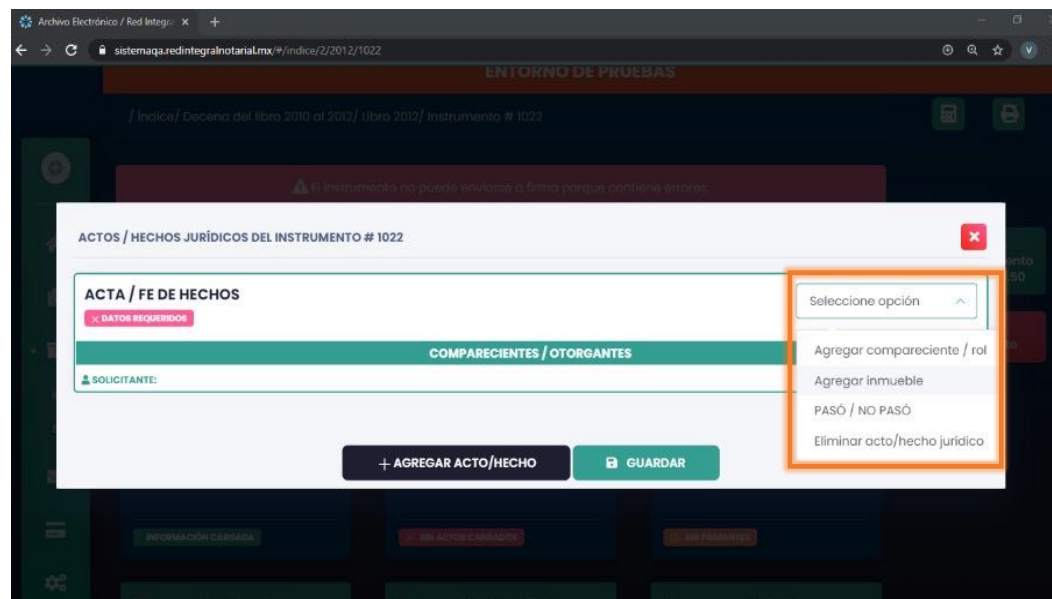 Archivo Electrónico / Red Integra
sistemaqa.redintegralnotarial.mx/#/indice/2/2012/1022
V
ENTORNO DE PRUEBAS
/ Índice/ Decena del libro 2010 al 2012/ Libro 2012/ Instrumento # 1022
El instrumento no puede enviarse a firma porque contiene errores.
ACTOS / HECHOS JURÍDICOS DEL INSTRUMENTO # 1022
ento
.50
ACTA / FE DE HECHOS
Seleccione opción
DATOS REQUERIDOS
COMPARECIENTES / OTORGANTES
Agregar compareciente / rol
SOLICITANTE:
Agregar inmueble
PASÓ / NO PASÓ
Eliminar acto/hecho jurídico
+ AGREGAR ACTO/HECHO
GUARDAR
INFORMACIÓN CARGADA
SIN ACTOS CARGADOS
SIN FIRMANTES